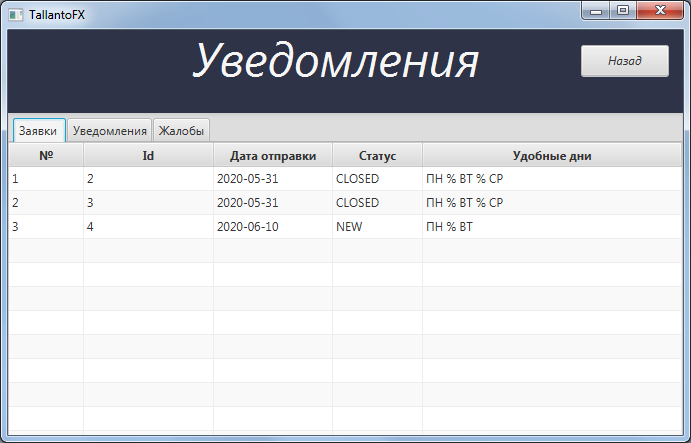 TallantoFX
Уведомления
Назад
Заявки Уведомления Жалобы
№ Id Дата отправки Статус Удобные дни
1 2 2020-05-31 CLOSED ПН % ВТ % СР
2 3 2020-05-31 CLOSED ПН % ВТ % СР
3 4 2020-06-10 NEW ПН % ВТ